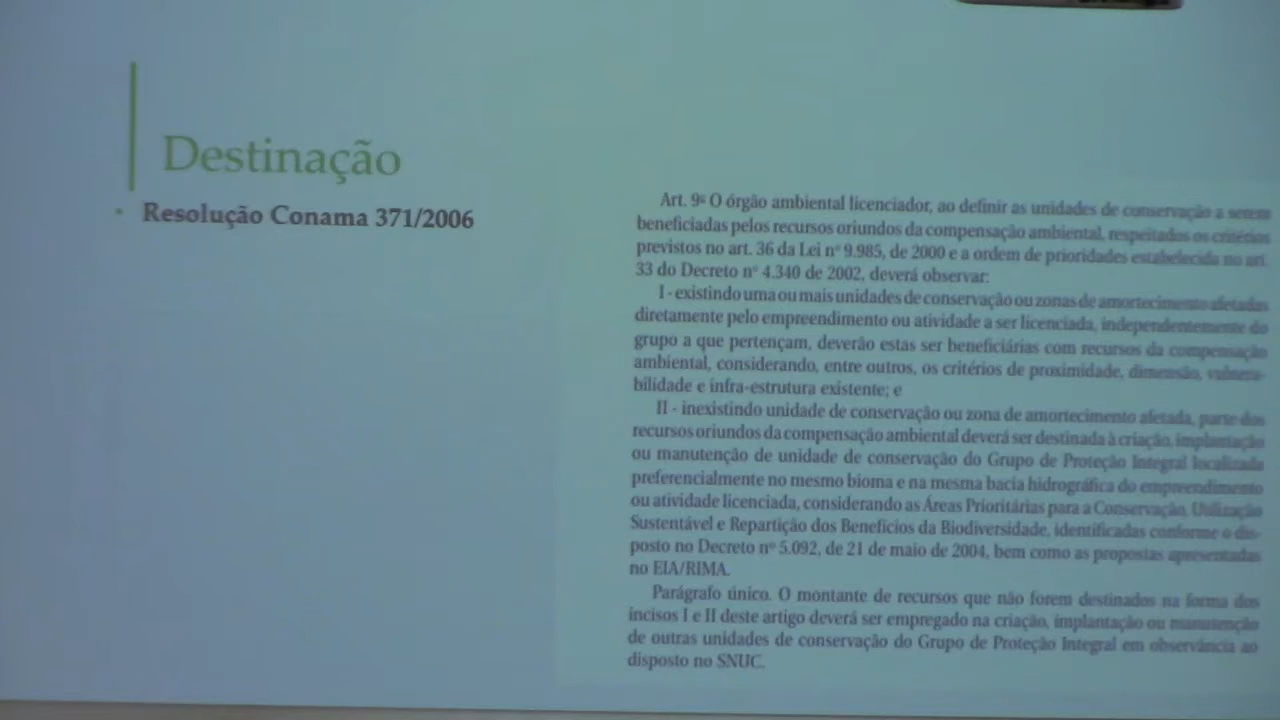 Destinação
• Resolução Conama 371/2006
Art. 9º O órgão ambiental licenciador, ao definir as unidades de conservação a serem
beneficiadas pelos recursos oriundos da compensação ambiental, respeitados os critérios
previstos no art. 36 da Lei nº 9.985, de 2000 e a ordem de prioridades estabelecida no art.
33 do Decreto nº 4.340 de 2002, deverá observar:
I - existindo uma ou mais unidades de conservação ou zonas de amortecimento afetadas
diretamente pelo empreendimento ou atividade a ser licenciada, independentemente do
grupo a que pertençam, deverão estas ser beneficiárias com recursos da compensação
ambiental, considerando, entre outros, os critérios de proximidade, dimensão, vulnera-
bilidade e infra-estrutura existente; e
II - inexistindo unidade de conservação ou zona de amortecimento afetada, parte dos
recursos oriundos da compensação ambiental deverá ser destinada à criação, implantação
ou manutenção de unidade de conservação do Grupo de Proteção Integral localizada
preferencialmente no mesmo bioma e na mesma bacia hidrográfica do empreendimento
ou atividade licenciada, considerando as Áreas Prioritárias para a Conservação, Utilização
Sustentável e Repartição dos Benefícios da Biodiversidade, identificadas conforme o dis-
posto no Decreto nº 5.092, de 21 de maio de 2004, bem como as propostas apresentadas
no EIA/RIMA.
Parágrafo único. O montante de recursos que não forem destinados na forma dos
incisos I e II deste artigo deverá ser empregado na criação, implantação ou manutenção
de outras unidades de conservação do Grupo de Proteção Integral em observância ao
disposto no SNUC.